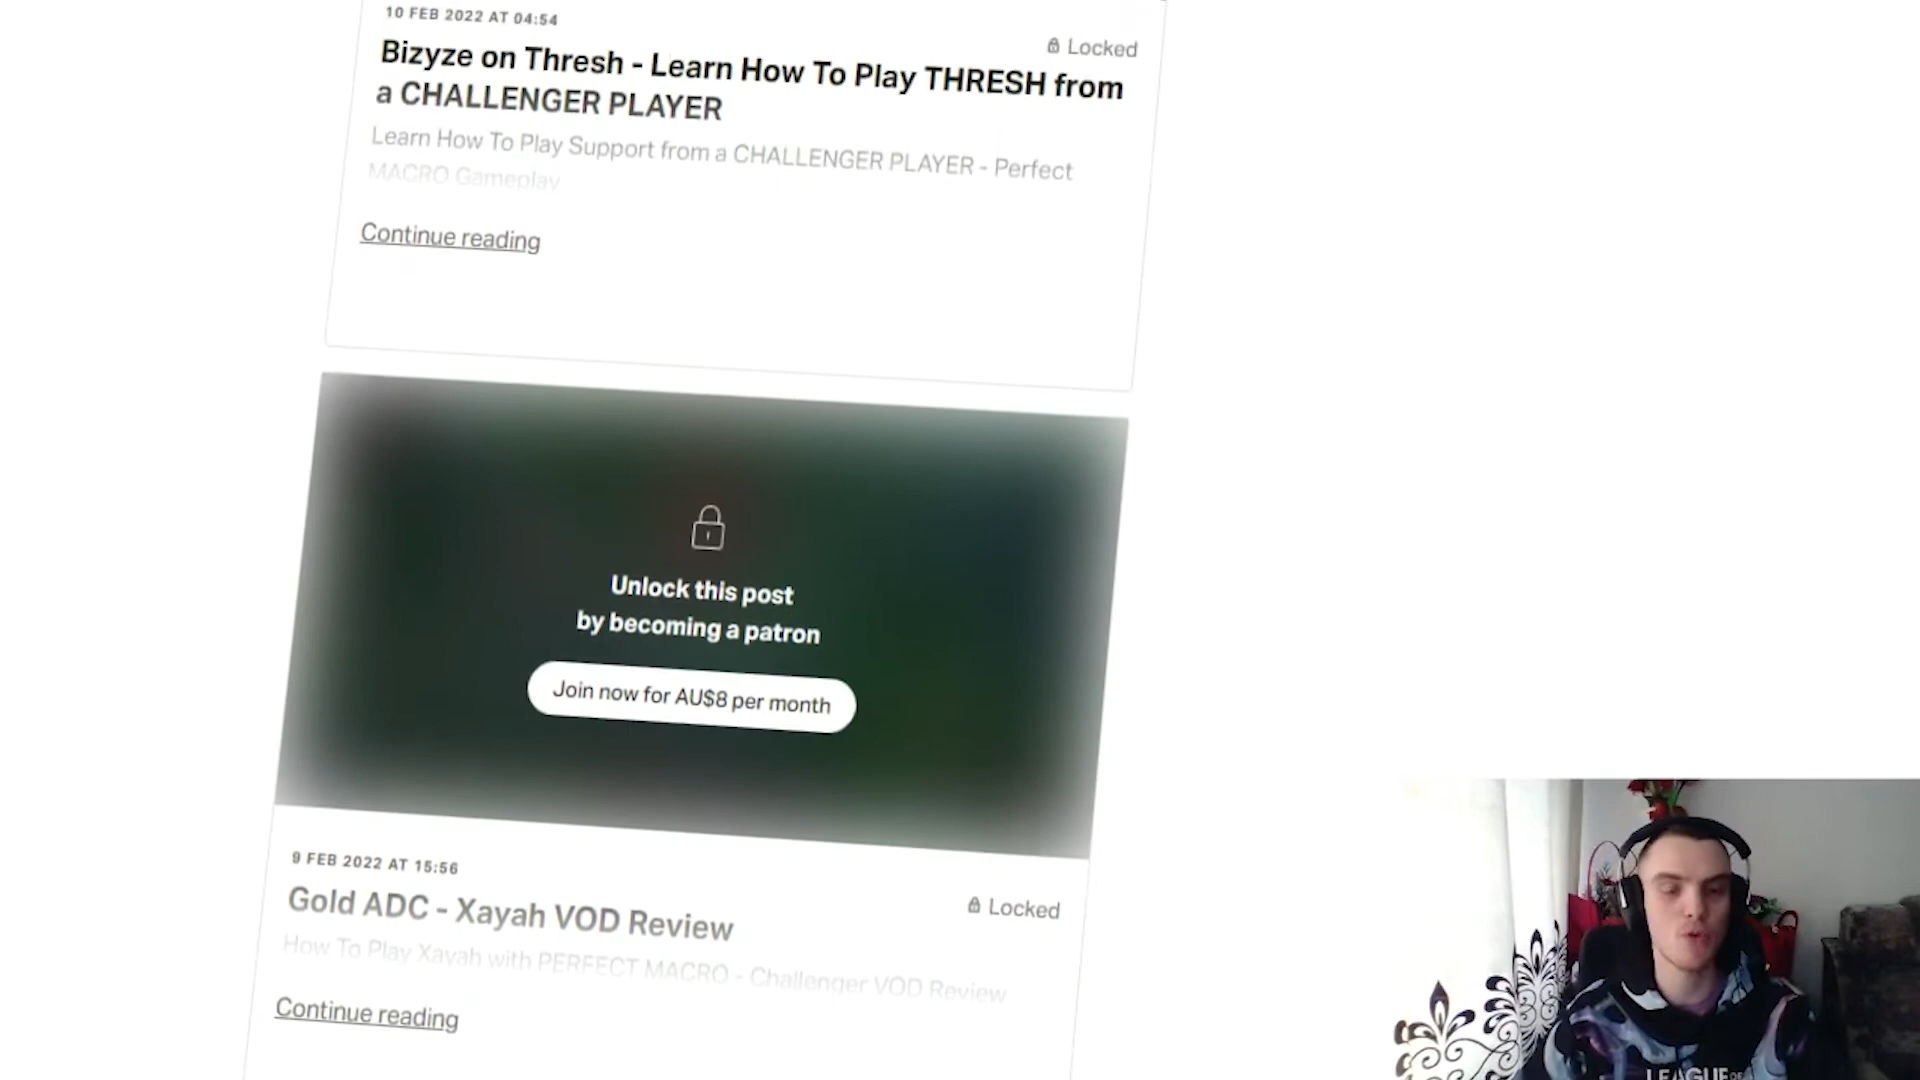 10 FEB 2022 AT 04:54
Locked
Bizyze on Thresh - Learn How To Play THRESH from
a CHALLENGER PLAYER
Learn How To Play Support from a CHALLENGER PLAYER - Perfect
MACRO Gameplay
Continue reading
Unlock this post
by becoming a patron
Join now for AU$8 per month
9 FEB 2022 AT 15:56
Locked
Gold ADC - Xayah VOD Review
How To Play Xayah with PERFECT MACRO - Challenger VOD Review
Continue reading
LEAGUE OF